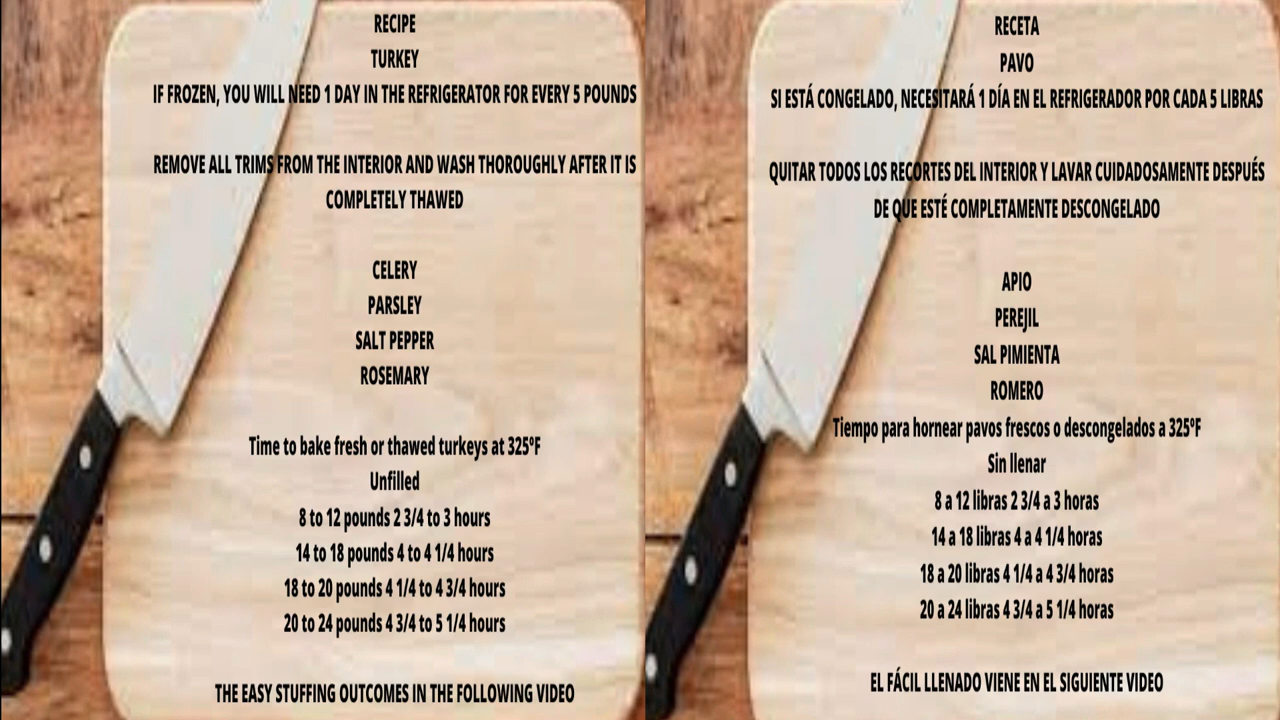 RECIPE
TURKEY
IF FROZEN, YOU WILL NEED 1 DAY IN THE REFRIGERATOR FOR EVERY 5 POUNDS
REMOVE ALL TRIMS FROM THE INTERIOR AND WASH THOROUGHLY AFTER IT IS
COMPLETELY THAWED
CELERY
PARSLEY
SALT PEPPER
ROSEMARY
Time to bake fresh or thawed turkeys at 325ºF
Unfilled
8 to 12 pounds 2 3/4 to 3 hours
14 to 18 pounds 4 to 4 1/4 hours
18 to 20 pounds 4 1/4 to 4 3/4 hours
20 to 24 pounds 4 3/4 to 5 1/4 hours
THE EASY STUFFING OUTCOMES IN THE FOLLOWING VIDEO
RECETA
PAVO
SI ESTÁ CONGELADO, NECESITARÁ 1 DÍA EN EL REFRIGERADOR POR CADA 5 LIBRAS
QUITAR TODOS LOS RECORTES DEL INTERIOR Y LAVAR CUIDADOSAMENTE DESPUÉS
DE QUE ESTÉ COMPLETAMENTE DESCONGELADO
APIO
PEREJIL
SAL PIMIENTA
ROMERO
Tiempo para hornear pavos frescos o descongelados a 325ºF
Sin llenar
8 a 12 libras 2 3/4 a 3 horas
14 a 18 libras 4 a 4 1/4 horas
18 a 20 libras 4 1/4 a 4 3/4 horas
20 a 24 libras 4 3/4 a 5 1/4 horas
EL FÁCIL LLENADO VIENE EN EL SIGUIENTE VIDEO